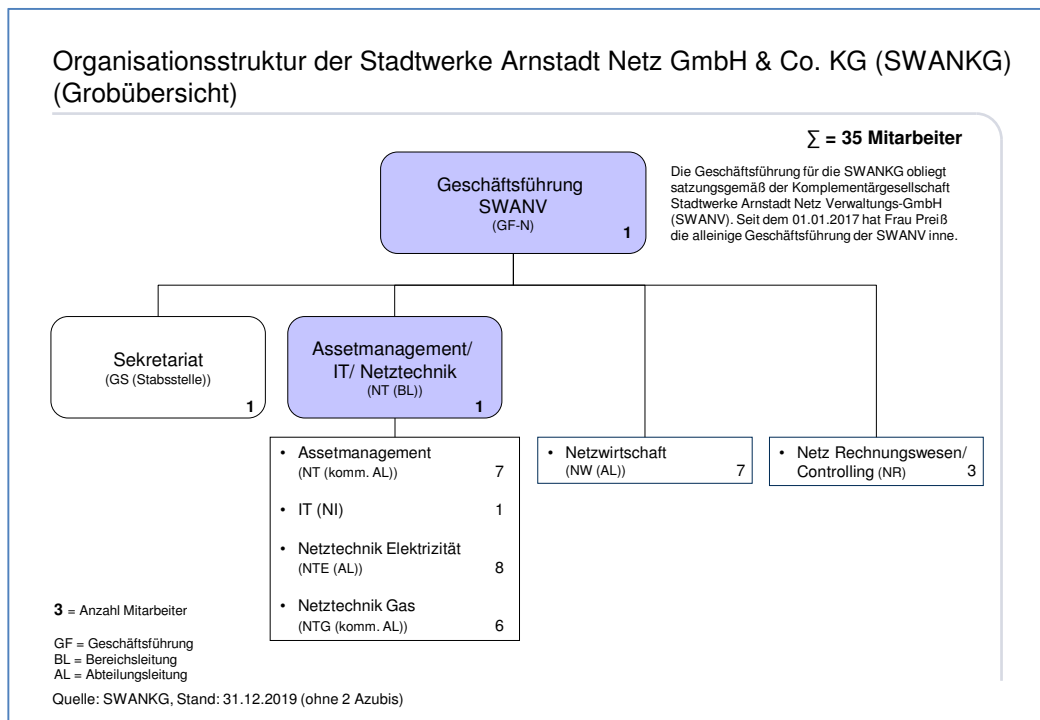 Organisationsstruktur der Stadtwerke Arnstadt Netz GmbH & Co. KG (SWANKG)
(Grobübersicht)
∑ = 35 Mitarbeiter
Die Geschäftsführung für die SWANKG obliegt
satzungsgemäß der Komplementärgesellschaft
Stadtwerke Arnstadt Netz Verwaltungs-GmbH
(SWANV). Seit dem 01.01.2017 hat Frau Preiß
die alleinige Geschäftsführung der SWANV inne.
Geschäftsführung
SWANV
(GF-N)
1
Sekretariat
(GS (Stabsstelle))
1
Assetmanagement/
IT/ Netztechnik
(NT (BL))
1
• Assetmanagement
(NT (komm. AL)) 7
• IT (NI) 1
• Netztechnik Elektrizität
(NTE (AL)) 8
• Netztechnik Gas
(NTG (komm. AL)) 6
• Netzwirtschaft
(NW (AL)) 7
• Netz Rechnungswesen/
Controlling (NR) 3
3 = Anzahl Mitarbeiter
GF = Geschäftsführung
BL = Bereichsleitung
AL = Abteilungsleitung
Quelle: SWANKG, Stand: 31.12.2019 (ohne 2 Azubis)